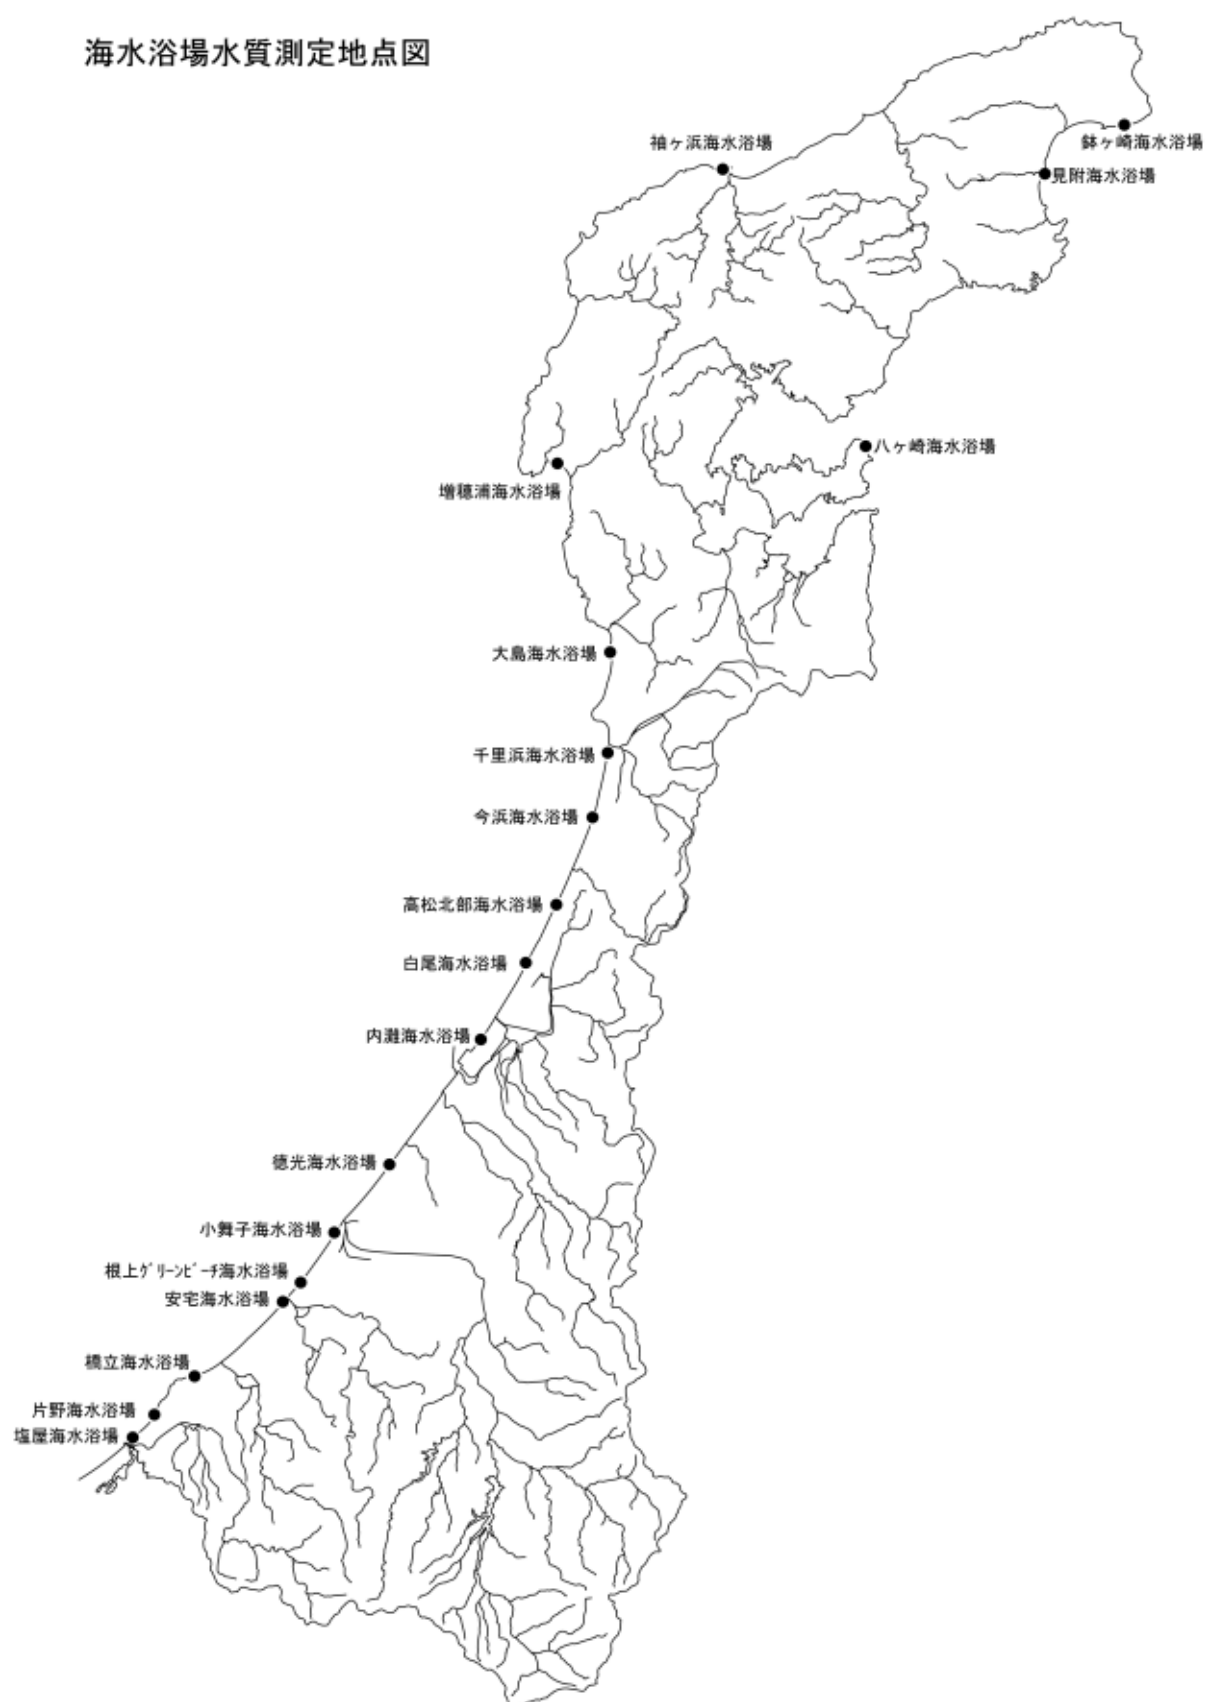 海水浴場水質測定地点図
鉢ヶ崎海水浴場
袖ヶ浜海水浴場
見附海水浴場
八ヶ崎海水浴場
増穂浦海水浴場
大島海水浴場
千里浜海水浴場
今浜海水浴場
高松北部海水浴場
白尾海水浴場
内灘海水浴場
徳光海水浴場
小舞子海水浴場
根上ｸﾞﾘｰﾝﾋﾞｰﾁ海水浴場
安宅海水浴場
橋立海水浴場
片野海水浴場
塩屋海水浴場